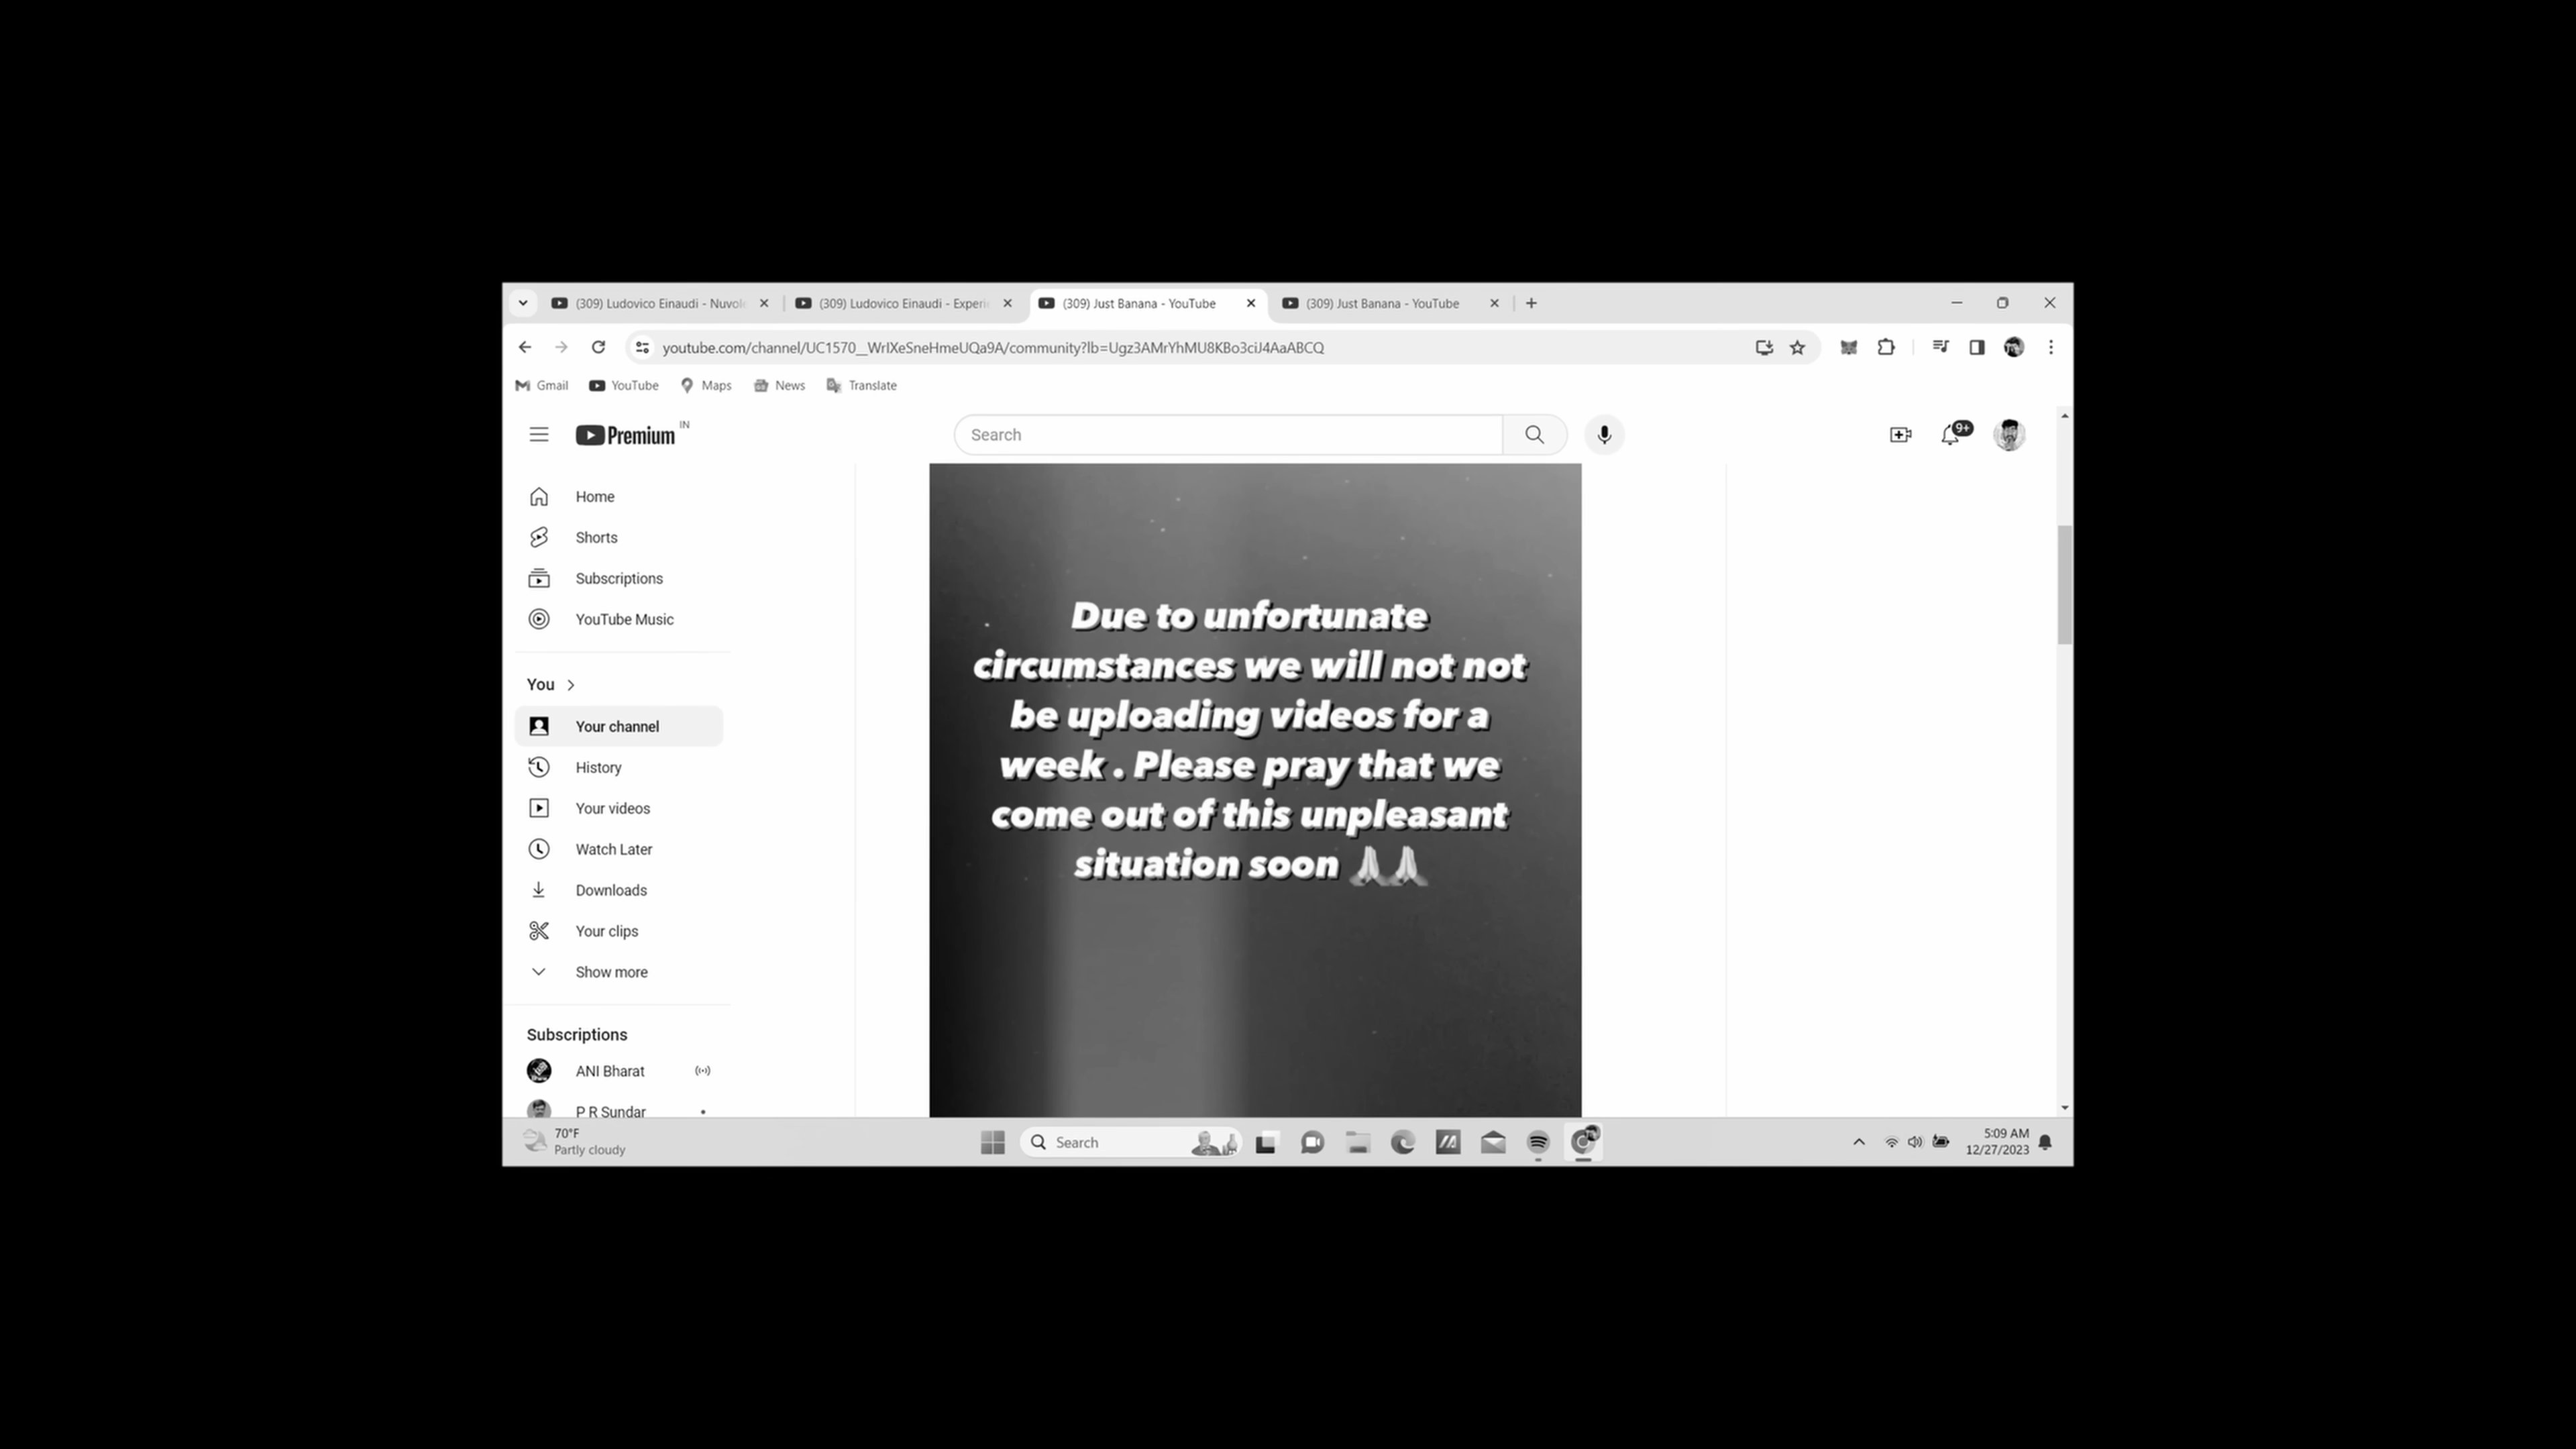 (309) Ludovico Einaudi - Nuvol
(309) Ludovico Einaudi - Experi
(309) Just Banana - YouTube
(309) Just Banana - YouTube
youtube.com/channel/UC1570__WrIXeSneHmeUQa9A/community?lb=Ugz3AMrYhMU8KBo3ciJ4AaABCQ
Gmail YouTube Maps News Translate
Premium IN
Search
9+
Home
Shorts
Subscriptions
YouTube Music
You
Your channel
History
Your videos
Watch Later
Downloads
Your clips
Show more
Subscriptions
ANI Bharat
P R Sundar
Due to unfortunate
circumstances we will not not
be uploading videos for a
week . Please pray that we
come out of this unpleasant
situation soon 🙏🙏
70°F
Partly cloudy
Search
5:09 AM
12/27/2023